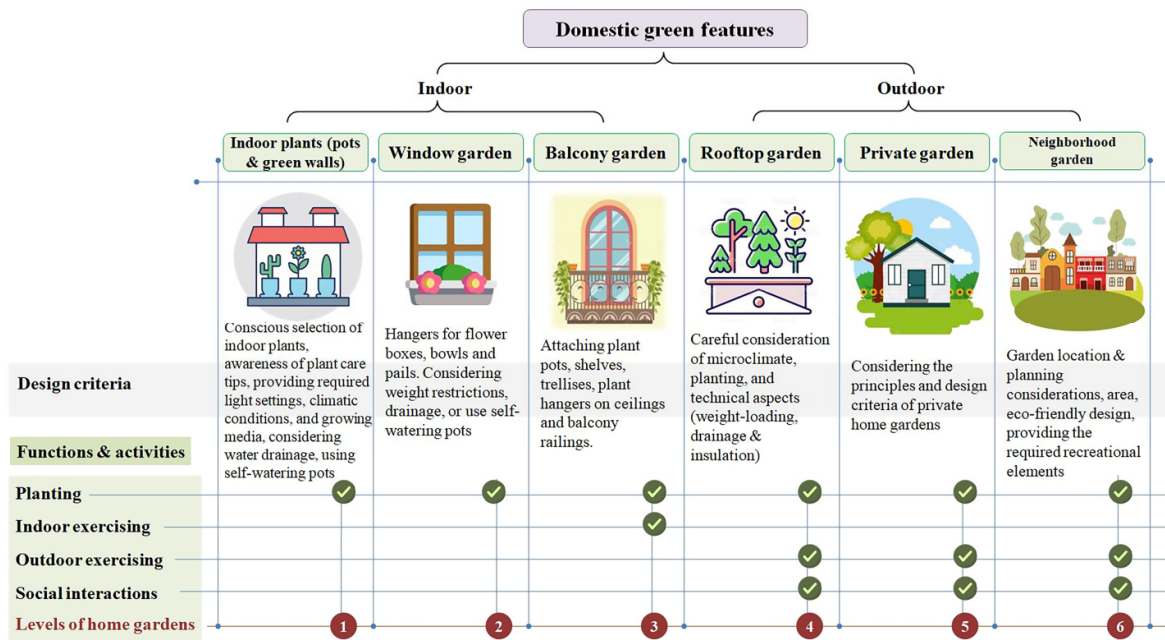 Domestic green features
Indoor
Outdoor
Indoor plants (pots
& green walls)
Window garden
Balcony garden
Rooftop garden
Private garden
Neighborhood
garden
Design criteria
Conscious selection of
indoor plants,
awareness of plant care
tips, providing required
light settings, climatic
conditions, and growing
media, considering
water drainage, using
self-watering pots
Hangers for flower
boxes, bowls and
pails. Considering
weight restrictions,
drainage, or use self-
watering pots
Attaching plant
pots, shelves,
trellises, plant
hangers on ceilings
and balcony
railings.
Careful consideration
of microclimate,
planting, and
technical aspects
(weight-loading,
drainage &
insulation)
Considering the
principles and design
criteria of private
home gardens
Garden location &
planning
considerations, area,
eco-friendly design,
providing the
required recreational
elements
Functions & activities
Planting
Indoor exercising
Outdoor exercising
Social interactions
Levels of home gardens
1
2
3
4
5
6